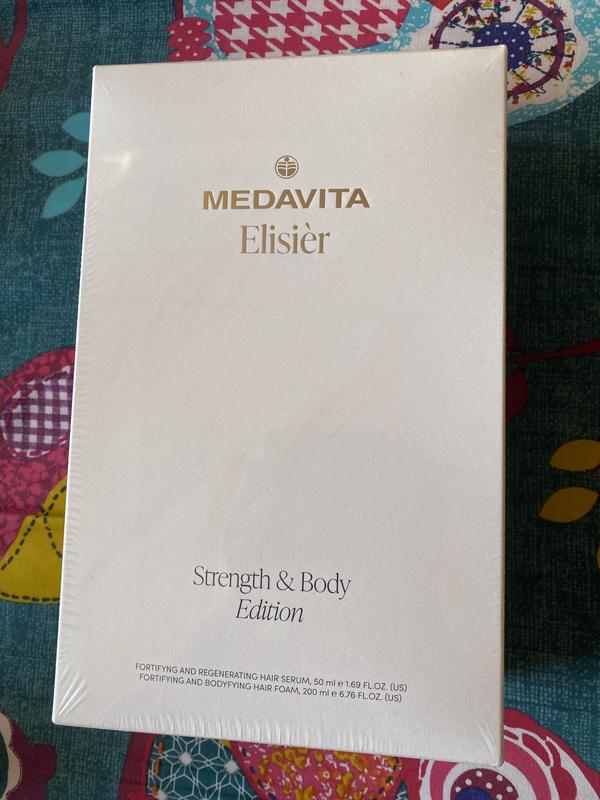 MEDAVITA
Elisièr
Strength & Body
Edition
FORTIFYNG AND REGENERATING HAIR SERUM, 50 ml ℮ 1.69 FL.OZ. (US)
FORTIFYING AND BODYFYING HAIR FOAM, 200 ml ℮ 6.76 FL.OZ. (US)